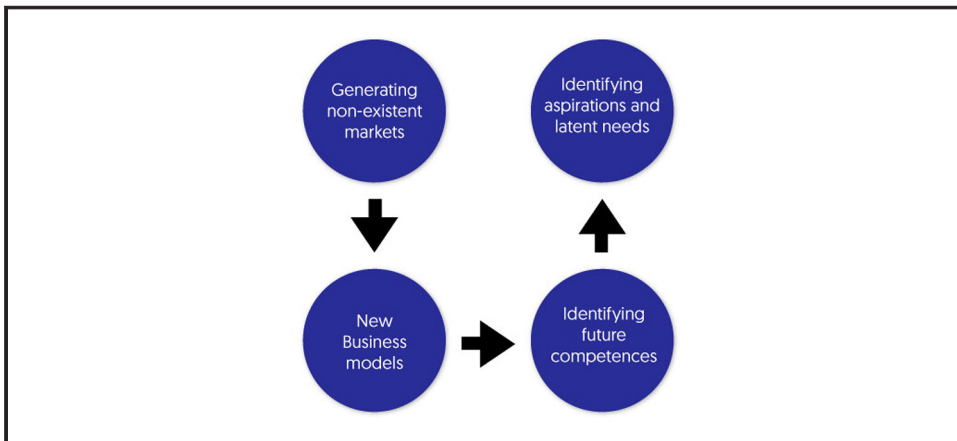 Generating
non-existent
markets
Identifying
aspirations and
latent needs
New
Business
models
Identifying
future
competences